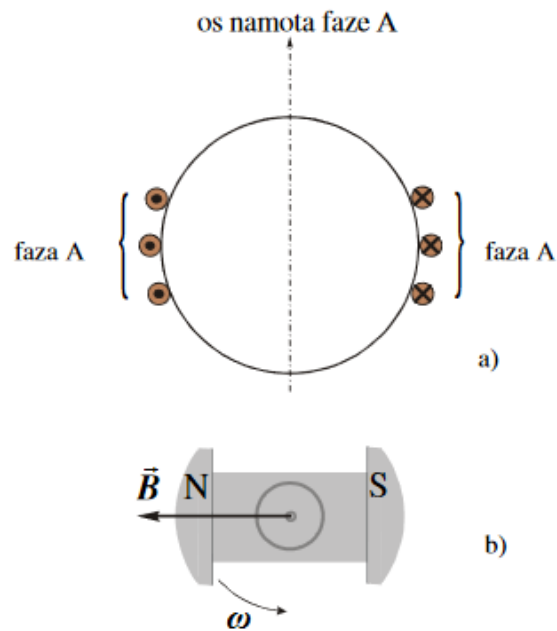 os namota faze A
faza A
faza A
a)
B⃗
N
S
b)
ω